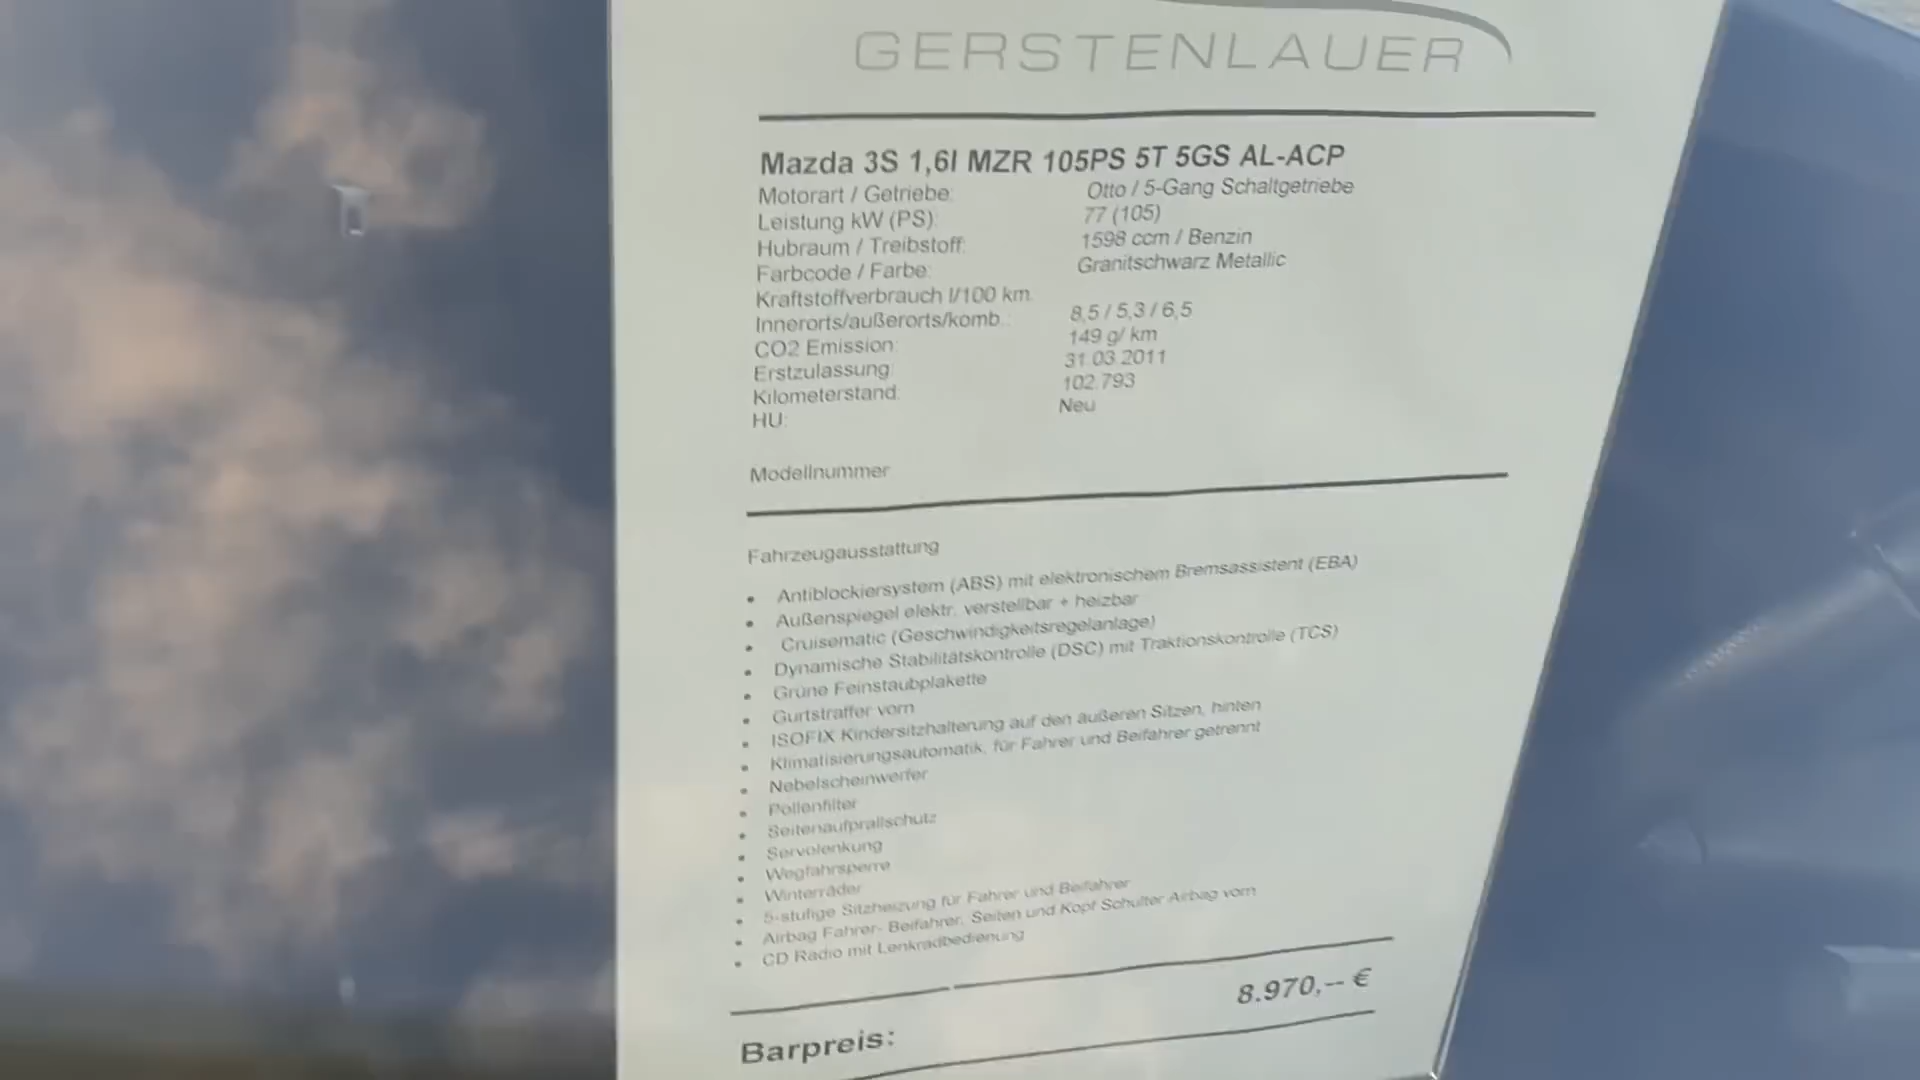 GERSTENLAUER
Mazda 3S 1,6l MZR 105PS 5T 5GS AL-ACP
Motorart / Getriebe: Otto / 5-Gang Schaltgetriebe
Leistung kW (PS): 77 (105)
Hubraum / Treibstoff: 1598 ccm / Benzin
Farbcode / Farbe: Granitschwarz Metallic
Kraftstoffverbrauch l/100 km:
Innerorts/außerorts/komb.: 8,5 / 5,3 / 6,5
CO2 Emission: 149 g/ km
Erstzulassung: 31.03.2011
Kilometerstand: 102.793
HU: Neu
Modellnummer
Fahrzeugausstattung
• Antiblockiersystem (ABS) mit elektronischem Bremsassistent (EBA)
• Außenspiegel elektr. verstellbar + heizbar
• Cruisematic (Geschwindigkeitsregelanlage)
• Dynamische Stabilitätskontrolle (DSC) mit Traktionskontrolle (TCS)
• Grüne Feinstaubplakette
• Gurtstraffer vorn
• ISOFIX Kindersitzhalterung auf den äußeren Sitzen, hinten
• Klimatisierungsautomatik, für Fahrer und Beifahrer getrennt
• Nebelscheinwerfer
• Pollenfilter
• Seitenaufprallschutz
• Servolenkung
• Wegfahrsperre
• Winterräder
• 5-stufige Sitzheizung für Fahrer und Beifahrer
• Airbag Fahrer- Beifahrer, Seiten und Kopf Schulter Airbag vorn
• CD Radio mit Lenkradbedienung
8.970,-- €
Barpreis: